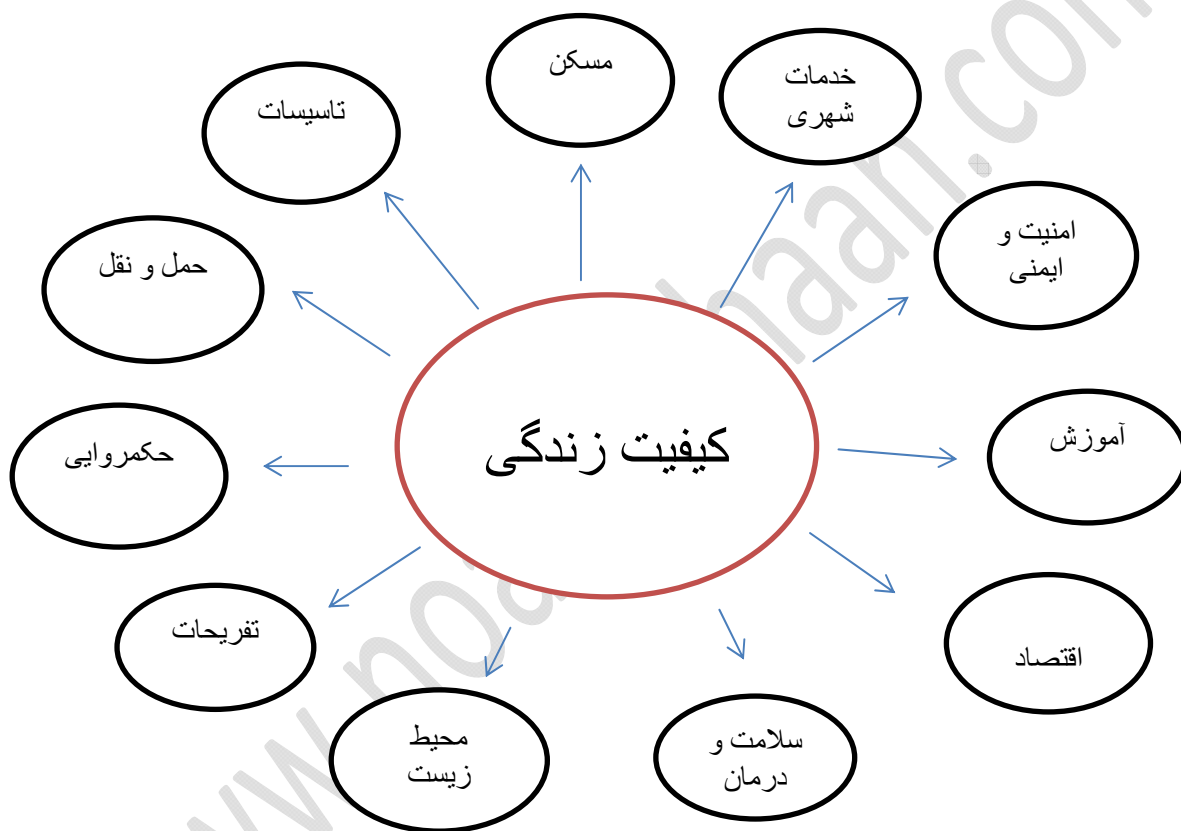 مسکن
خدمات
شهری
تاسیسات
امنیت و
ایمنی
حمل و نقل
کیفیت زندگی
آموزش
حکمروایی
تفریحات
اقتصاد
محیط
زیست
سلامت و
درمان